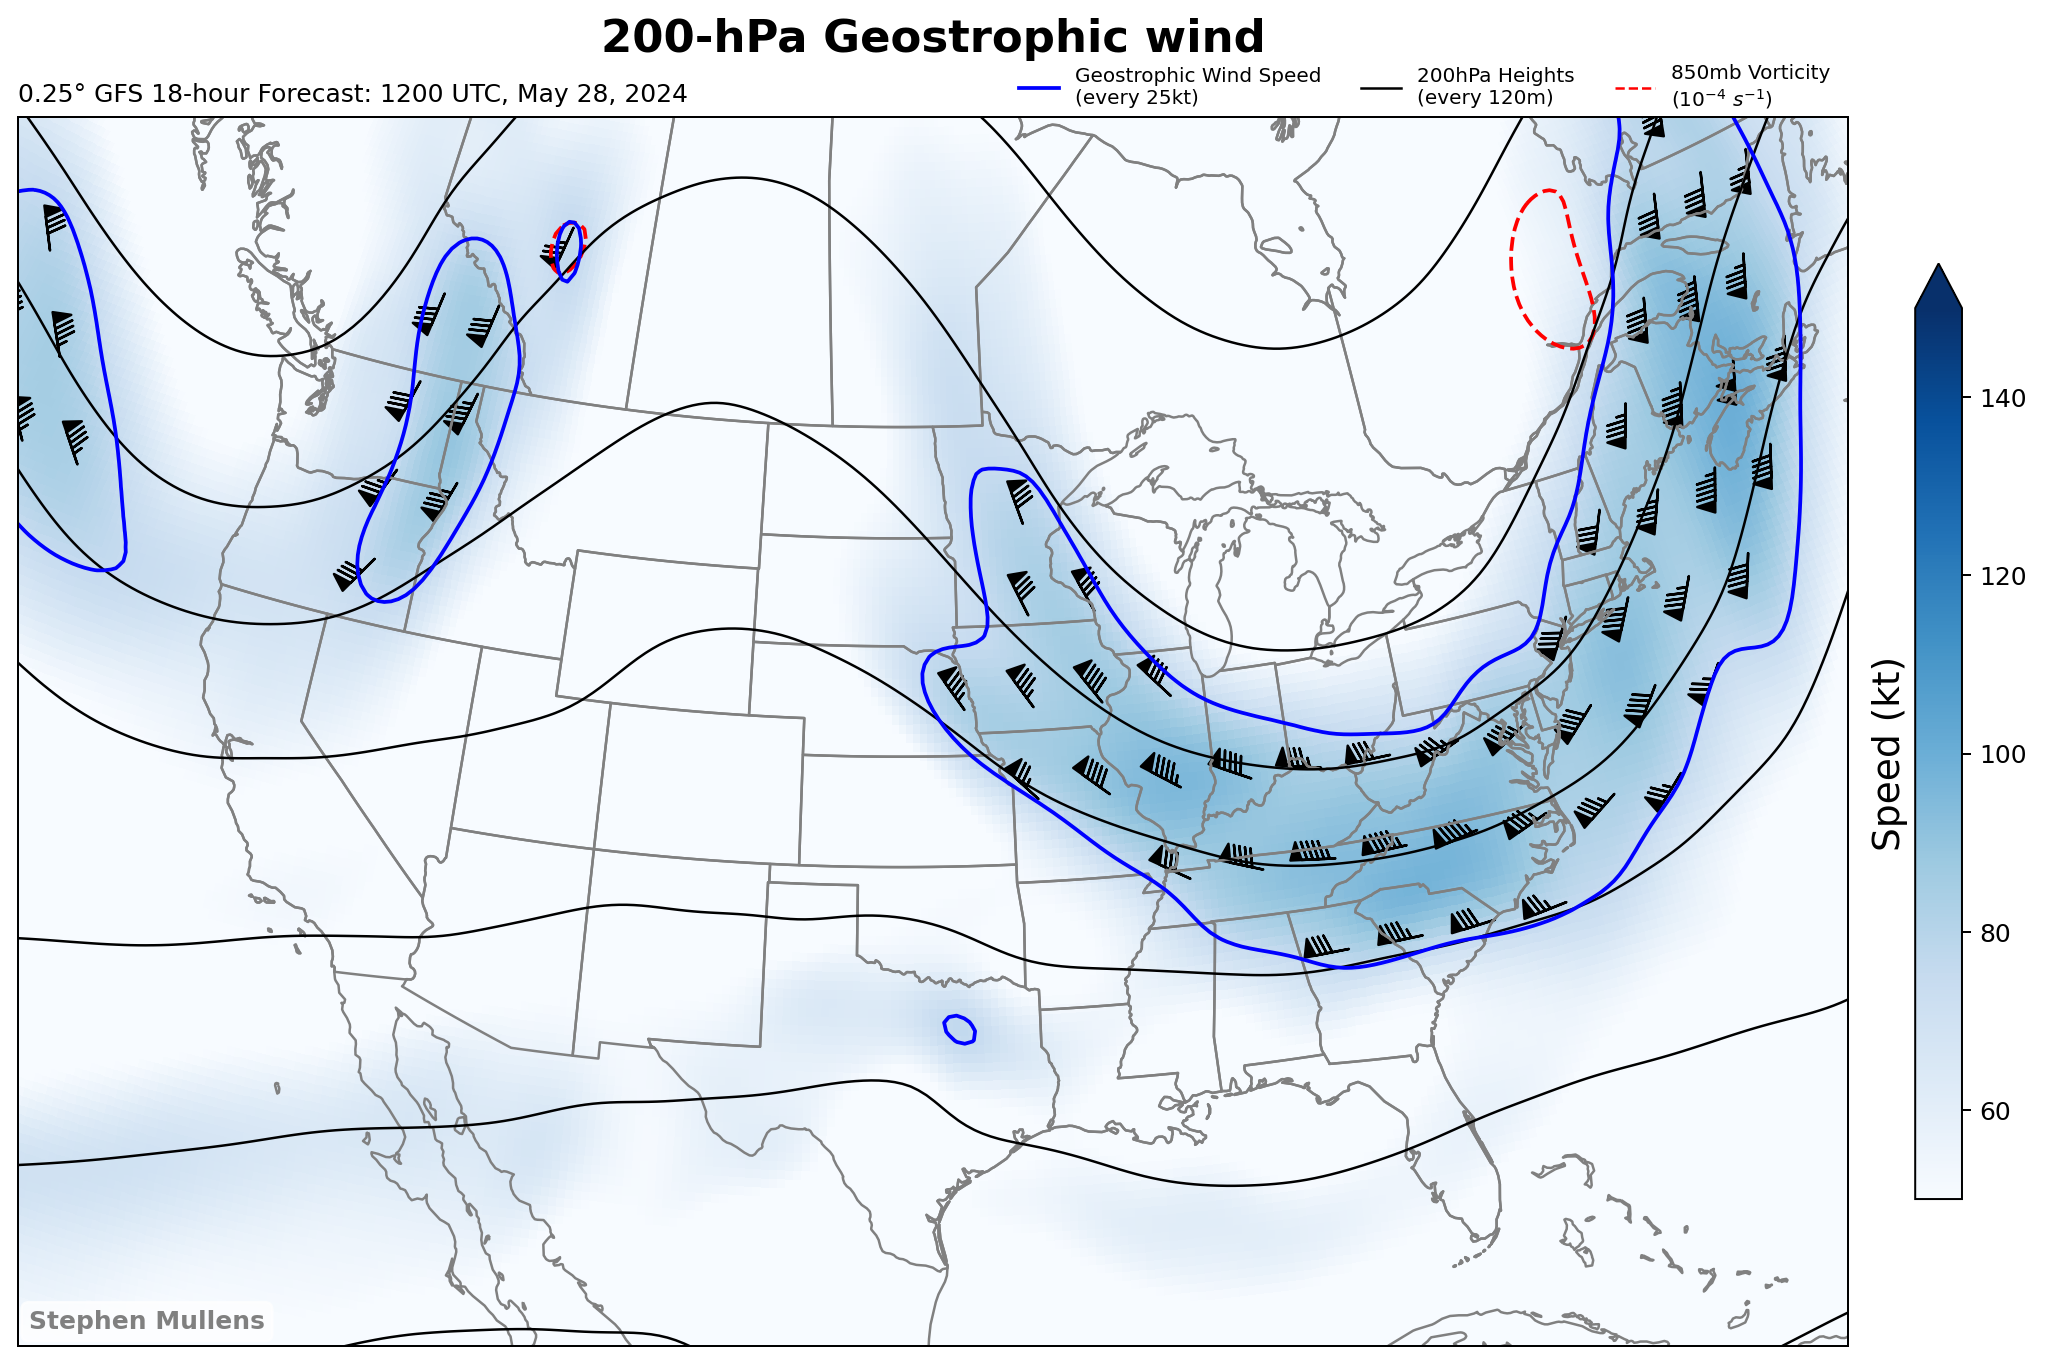 200-hPa Geostrophic wind
0.25° GFS 18-hour Forecast: 1200 UTC, May 28, 2024
Geostrophic Wind Speed
(every 25kt)
200hPa Heights
(every 120m)
850mb Vorticity
(10⁻⁴ s⁻¹)
140
120
100
80
60
Speed (kt)
Stephen Mullens